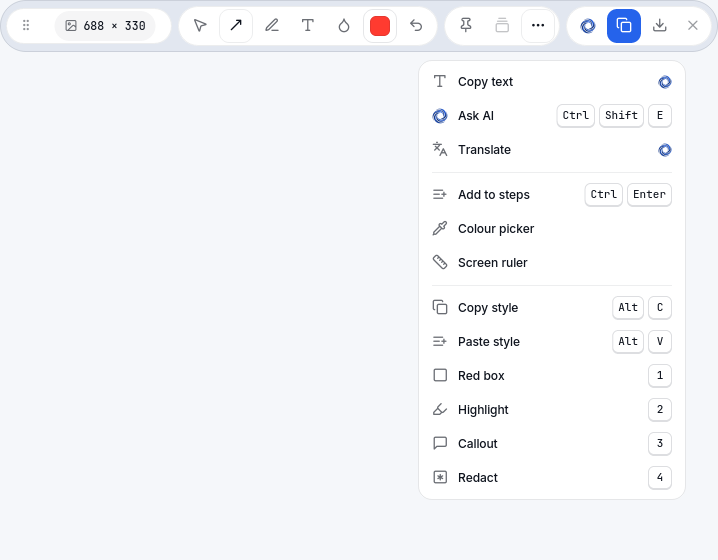 688 × 330
Copy text
Ask AI Ctrl Shift E
Translate
Add to steps Ctrl Enter
Colour picker
Screen ruler
Copy style Alt C
Paste style Alt V
Red box 1
Highlight 2
Callout 3
Redact 4